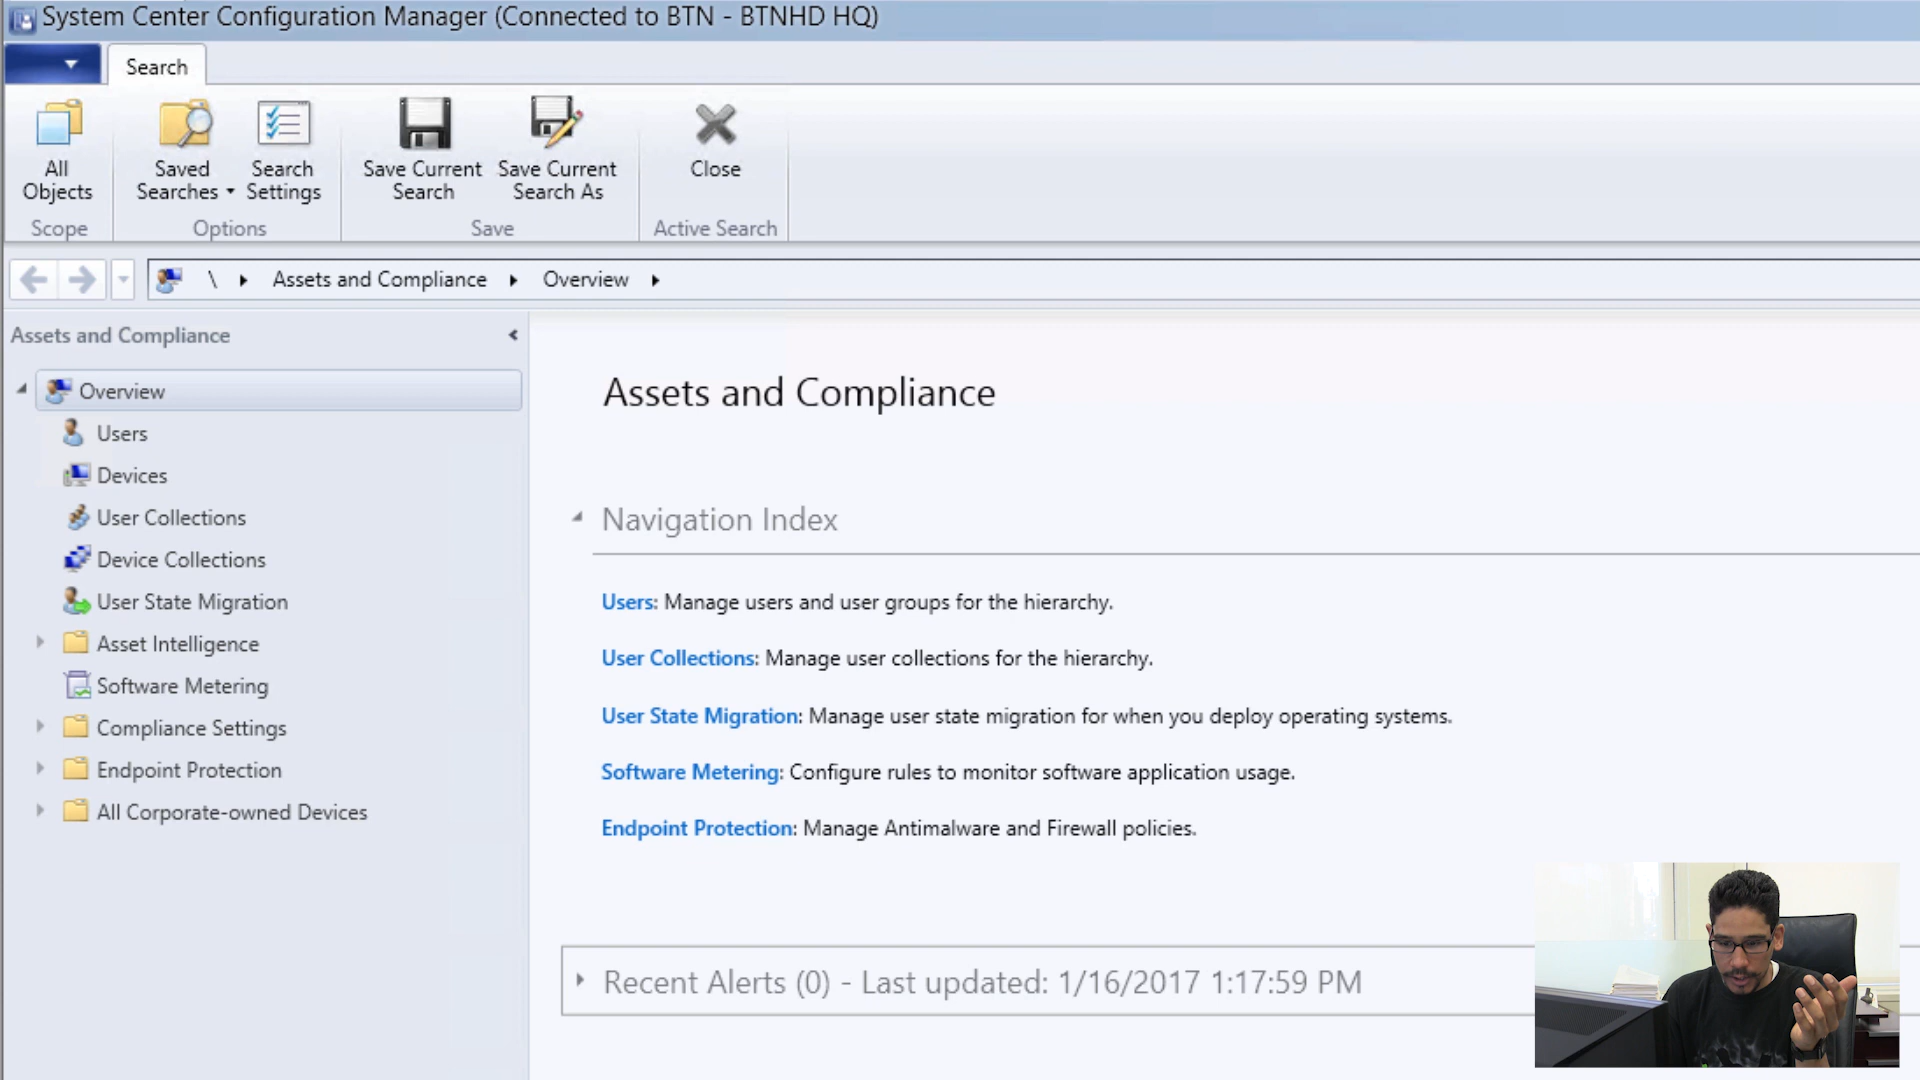 System Center Configuration Manager (Connected to BTN - BTNHD HQ)
Search
All Objects
Saved Searches
Search Settings
Save Current Search
Save Current Search As
Close
Scope
Options
Save
Active Search
\ Assets and Compliance Overview
Assets and Compliance
Overview
Users
Devices
User Collections
Device Collections
User State Migration
Asset Intelligence
Software Metering
Compliance Settings
Endpoint Protection
All Corporate-owned Devices
Assets and Compliance
Navigation Index
Users: Manage users and user groups for the hierarchy.
User Collections: Manage user collections for the hierarchy.
User State Migration: Manage user state migration for when you deploy operating systems.
Software Metering: Configure rules to monitor software application usage.
Endpoint Protection: Manage Antimalware and Firewall policies.
Recent Alerts (0) - Last updated: 1/16/2017 1:17:59 PM